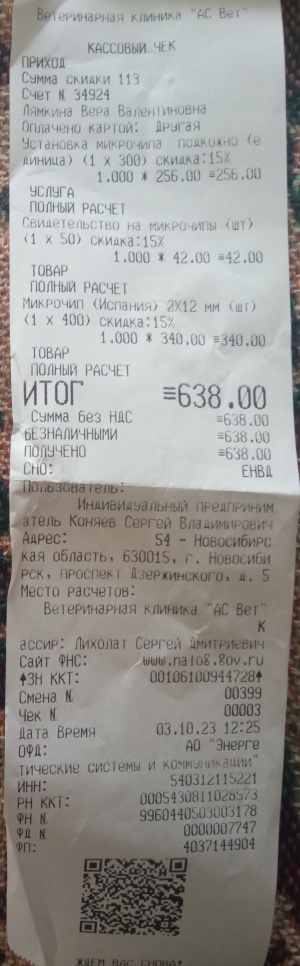 Ветеринарная клиника "АС Вет"
КАССОВЫЙ ЧЕК
ПРИХОД
Сумма скидки 113
Счет № 34924
Лямкина Вера Валентиновна
Оплачено картой: Другая
Установка микрочипа подкожно (е
диница) (1 x 300) скидка:15%
1.000 * 256.00 =256.00
УСЛУГА
ПОЛНЫЙ РАСЧЕТ
Свидетельство на микрочипы (шт)
(1 x 50) скидка:15%
1.000 * 42.00 =42.00
ТОВАР
ПОЛНЫЙ РАСЧЕТ
Микрочип (Испания) 2Х12 мм (шт)
(1 x 400) скидка:15%
1.000 * 340.00 =340.00
ТОВАР
ПОЛНЫЙ РАСЧЕТ
ИТОГ =638.00
Сумма без НДС =638.00
БЕЗНАЛИЧНЫМИ =638.00
ПОЛУЧЕНО =638.00
СНО: ЕНВД
Пользователь:
Индивидуальный предприним
атель Коняев Сергей Владимирович
Адрес: 54 - Новосибирс
кая область, 630015, г. Новосиби
рск, проспект Дзержинского, д. 5
Место расчетов:
Ветеринарная клиника "АС Вет"
К
ассир: Лихолат Сергей Дмитриевич
Сайт ФНС: www.nalog.gov.ru
↑ЗН ККТ: 00106100944728↑
Смена № 00399
Чек № 00003
Дата Время 03.10.23 12:25
ОФД: АО "Энерге
тические системы и коммуникации"
ИНН: 540312115221
РН ККТ: 0005430811028573
ФН № 9960440503003178
ФД № 0000007747
ФП: 4037144904
ЖДЕМ ВАС СНОВА!